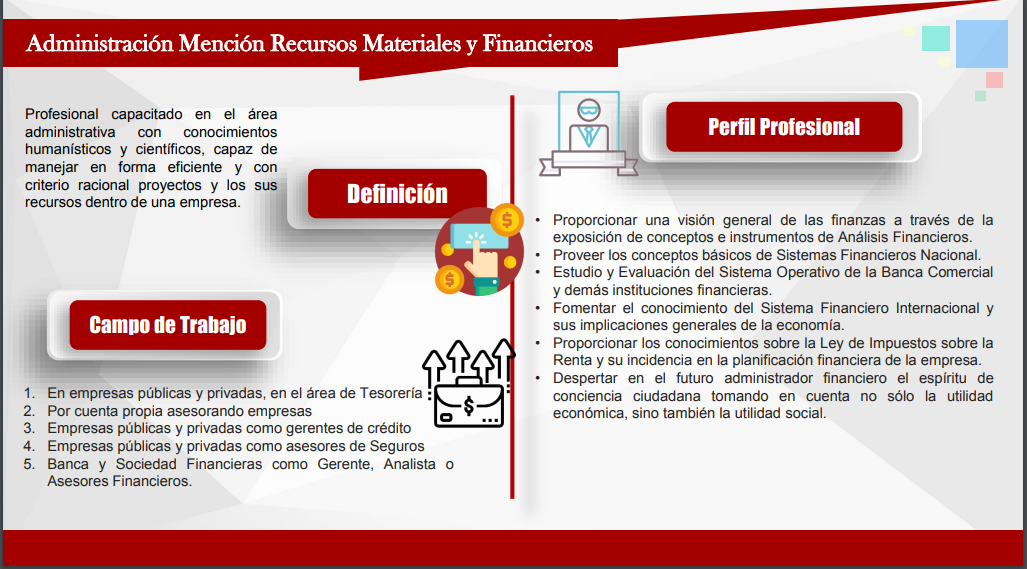 Administración Mención Recursos Materiales y Financieros
Profesional capacitado en el área
administrativa con conocimientos
humanísticos y científicos, capaz de
manejar en forma eficiente y con
criterio racional proyectos y los sus
recursos dentro de una empresa.
Definición
Campo de Trabajo
1. En empresas públicas y privadas, en el área de Tesorería
2. Por cuenta propia asesorando empresas
3. Empresas públicas y privadas como gerentes de crédito
4. Empresas públicas y privadas como asesores de Seguros
5. Banca y Sociedad Financieras como Gerente, Analista o
Asesores Financieros.
Perfil Profesional
• Proporcionar una visión general de las finanzas a través de la
exposición de conceptos e instrumentos de Análisis Financieros.
• Proveer los conceptos básicos de Sistemas Financieros Nacional.
• Estudio y Evaluación del Sistema Operativo de la Banca Comercial
y demás instituciones financieras.
• Fomentar el conocimiento del Sistema Financiero Internacional y
sus implicaciones generales de la economía.
• Proporcionar los conocimientos sobre la Ley de Impuestos sobre la
Renta y su incidencia en la planificación financiera de la empresa.
• Despertar en el futuro administrador financiero el espíritu de
conciencia ciudadana tomando en cuenta no sólo la utilidad
económica, sino también la utilidad social.